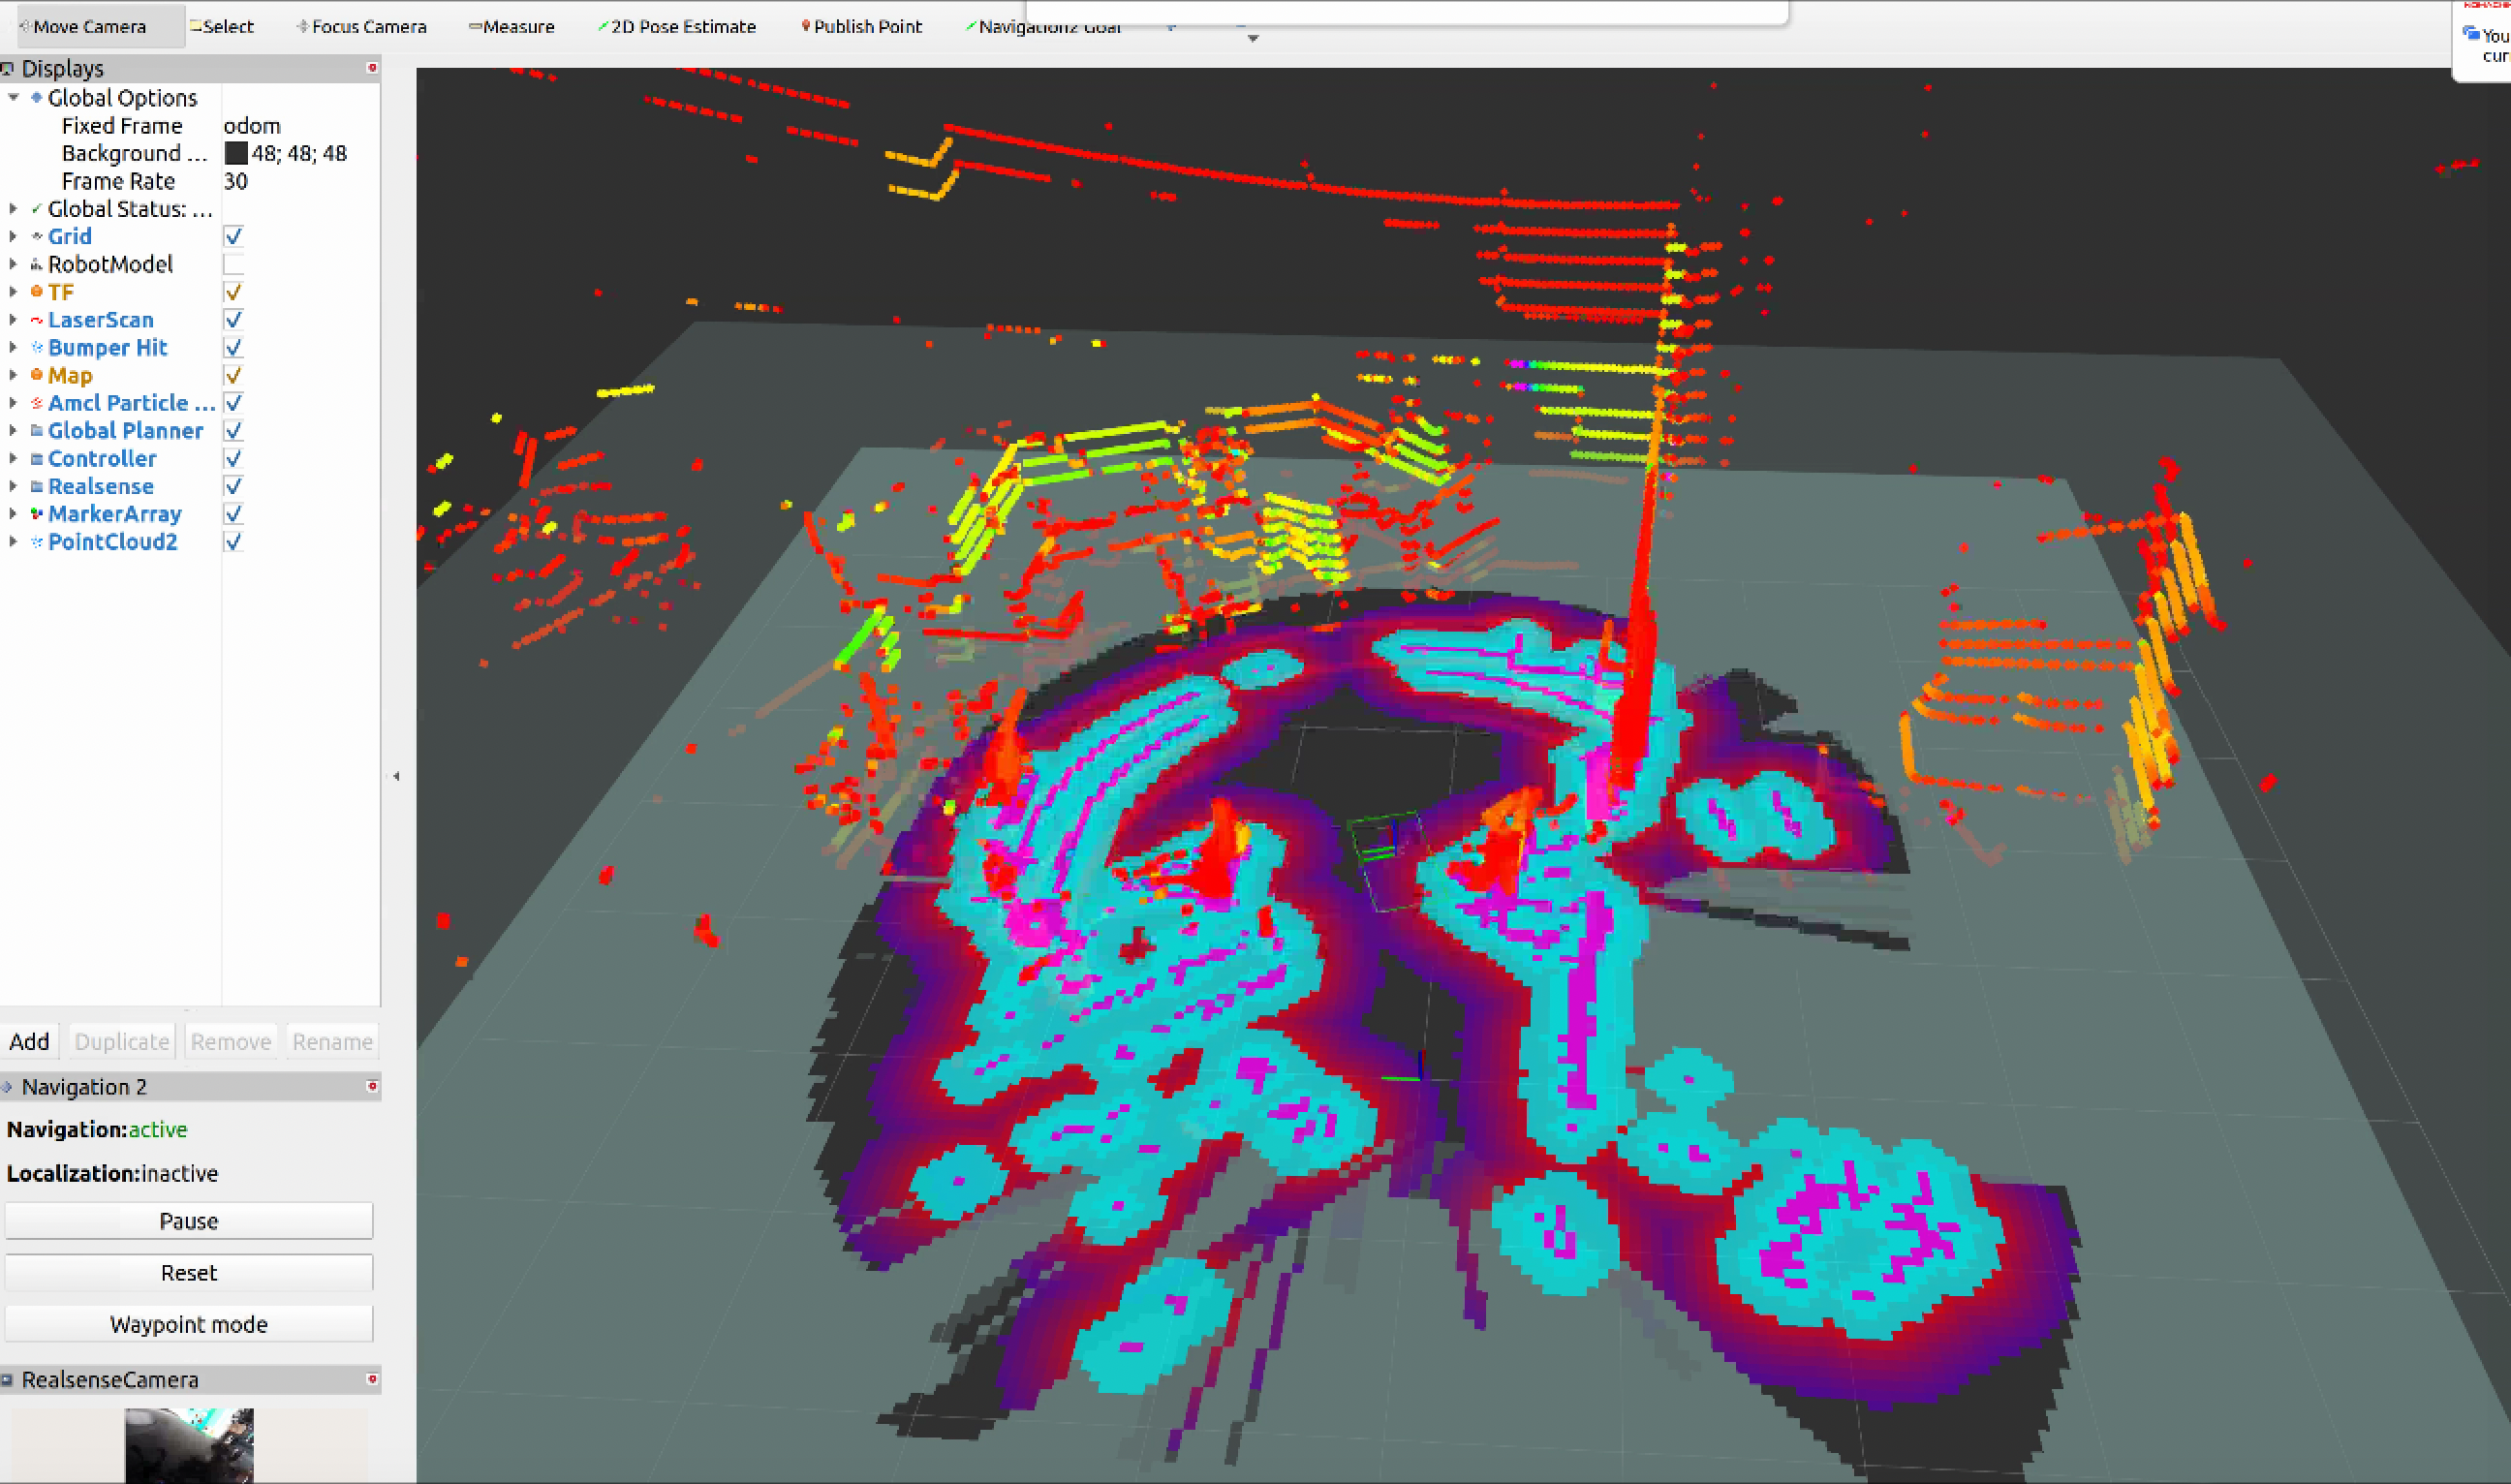 Move Camera Select Focus Camera Measure 2D Pose Estimate Publish Point Navigation2 Goal
You
Displays
Global Options
Fixed Frame odom
Background ... 48; 48; 48
Frame Rate 30
Global Status: ...
Grid
RobotModel
TF
LaserScan
Bumper Hit
Map
Amcl Particle ...
Global Planner
Controller
Realsense
MarkerArray
PointCloud2
Add Duplicate Remove Rename
Navigation 2
Navigation:active
Localization:inactive
Pause
Reset
Waypoint mode
RealsenseCamera